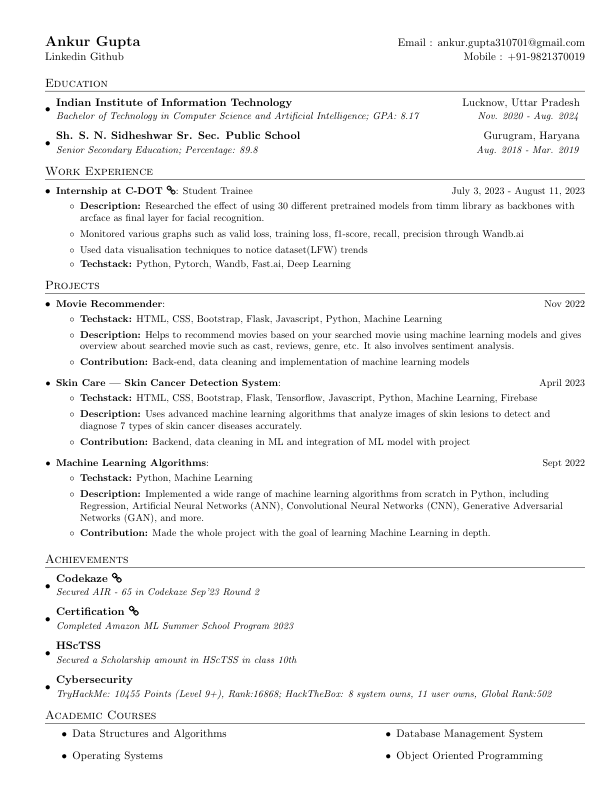 Ankur Gupta Email : ankur.gupta310701@gmail.com
Linkedin Github Mobile : +91-9821370019
Education
• Indian Institute of Information Technology Lucknow, Uttar Pradesh
Bachelor of Technology in Computer Science and Artificial Intelligence; GPA: 8.17 Nov. 2020 - Aug. 2024
• Sh. S. N. Sidheshwar Sr. Sec. Public School Gurugram, Haryana
Senior Secondary Education; Percentage: 89.8 Aug. 2018 - Mar. 2019
Work Experience
• Internship at C-DOT : Student Trainee July 3, 2023 - August 11, 2023
◦ Description: Researched the effect of using 30 different pretrained models from timm library as backbones with
arcface as final layer for facial recognition.
◦ Monitored various graphs such as valid loss, training loss, f1-score, recall, precision through Wandb.ai
◦ Used data visualisation techniques to notice dataset(LFW) trends
◦ Techstack: Python, Pytorch, Wandb, Fast.ai, Deep Learning
Projects
• Movie Recommender: Nov 2022
◦ Techstack: HTML, CSS, Bootstrap, Flask, Javascript, Python, Machine Learning
◦ Description: Helps to recommend movies based on your searched movie using machine learning models and gives
overview about searched movie such as cast, reviews, genre, etc. It also involves sentiment analysis.
◦ Contribution: Back-end, data cleaning and implementation of machine learning models
• Skin Care — Skin Cancer Detection System: April 2023
◦ Techstack: HTML, CSS, Bootstrap, Flask, Tensorflow, Javascript, Python, Machine Learning, Firebase
◦ Description: Uses advanced machine learning algorithms that analyze images of skin lesions to detect and
diagnose 7 types of skin cancer diseases accurately.
◦ Contribution: Backend, data cleaning in ML and integration of ML model with project
• Machine Learning Algorithms: Sept 2022
◦ Techstack: Python, Machine Learning
◦ Description: Implemented a wide range of machine learning algorithms from scratch in Python, including
Regression, Artificial Neural Networks (ANN), Convolutional Neural Networks (CNN), Generative Adversarial
Networks (GAN), and more.
◦ Contribution: Made the whole project with the goal of learning Machine Learning in depth.
Achievements
• Codekaze
Secured AIR - 65 in Codekaze Sep'23 Round 2
• Certification
Completed Amazon ML Summer School Program 2023
• HScTSS
Secured a Scholarship amount in HScTSS in class 10th
• Cybersecurity
TryHackMe: 10455 Points (Level 9+), Rank:16868; HackTheBox: 8 system owns, 11 user owns, Global Rank:502
Academic Courses
• Data Structures and Algorithms • Database Management System
• Operating Systems • Object Oriented Programming